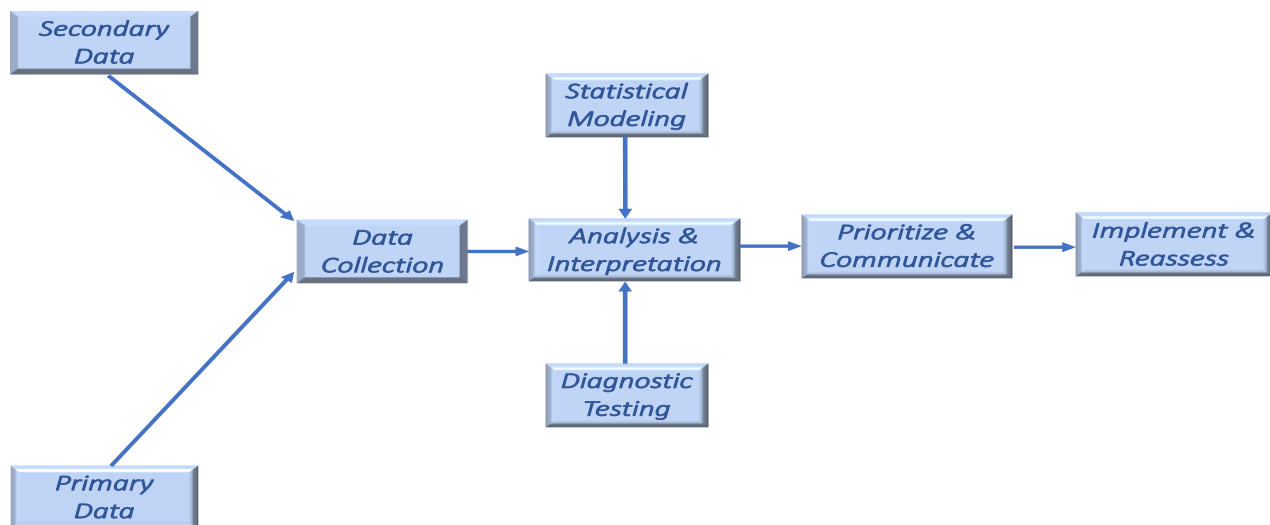 Secondary
Data
Statistical
Modeling
Data
Collection
Analysis &
Interpretation
Prioritize &
Communicate
Implement &
Reassess
Diagnostic
Testing
Primary
Data